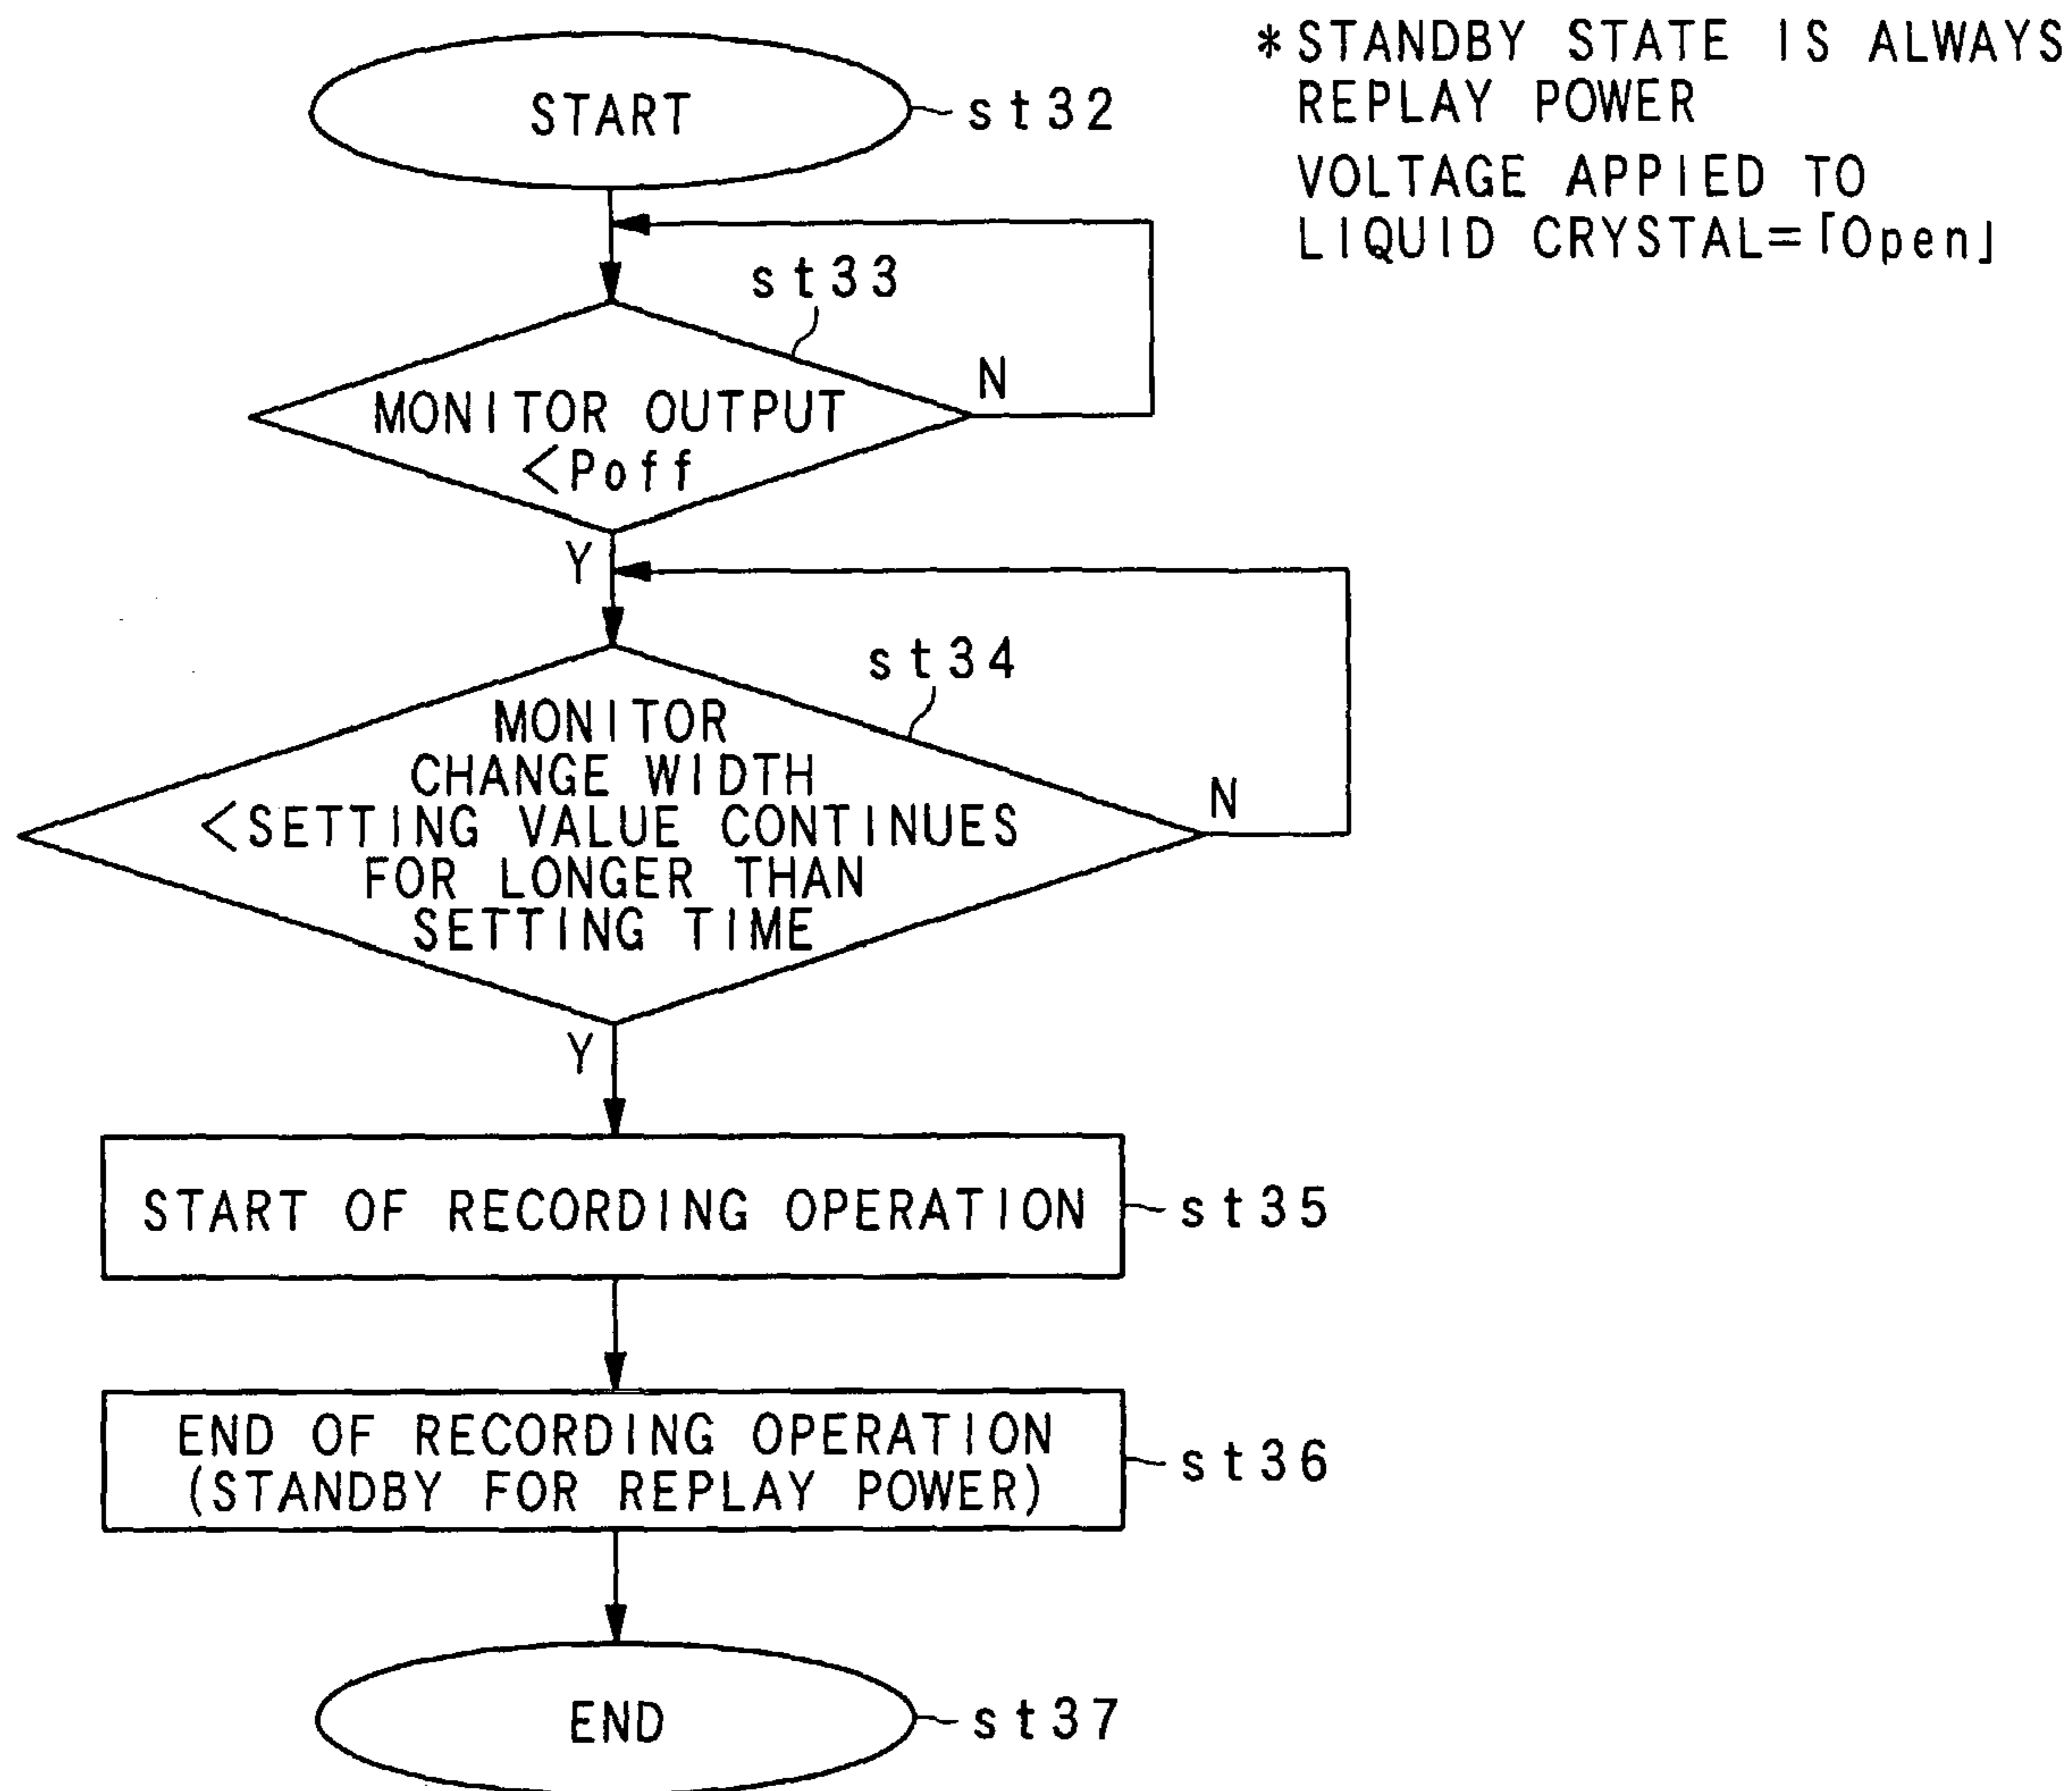 *STANDBY STATE IS ALWAYS
REPLAY POWER
VOLTAGE APPIED TO
LIQUID CRYSTAL=「Open」
START
st32
st33
MONITOR OUTPUT
<Poff
N
Y
st34
MONITOR
CHANGE WIDTH
<SETTING VALUE CONTINUES
FOR LONGER THAN
SETTING TIME
N
Y
START OF RECORDING OPERATION
st35
END OF RECORDING OPERATION
(STANDBY FOR REPLAY POWER)
st36
END
st37